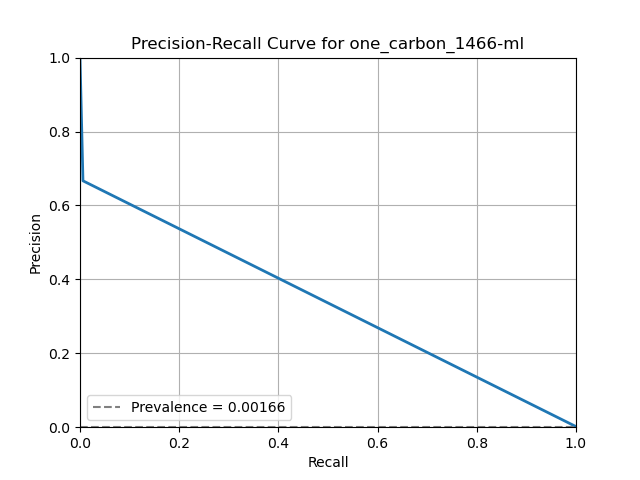 Precision-Recall Curve for one_carbon_1466-ml
1.0
0.8
0.6
0.4
0.2
0.0
Precision
Prevalence = 0.00166
0.0 0.2 0.4 0.6 0.8 1.0
Recall